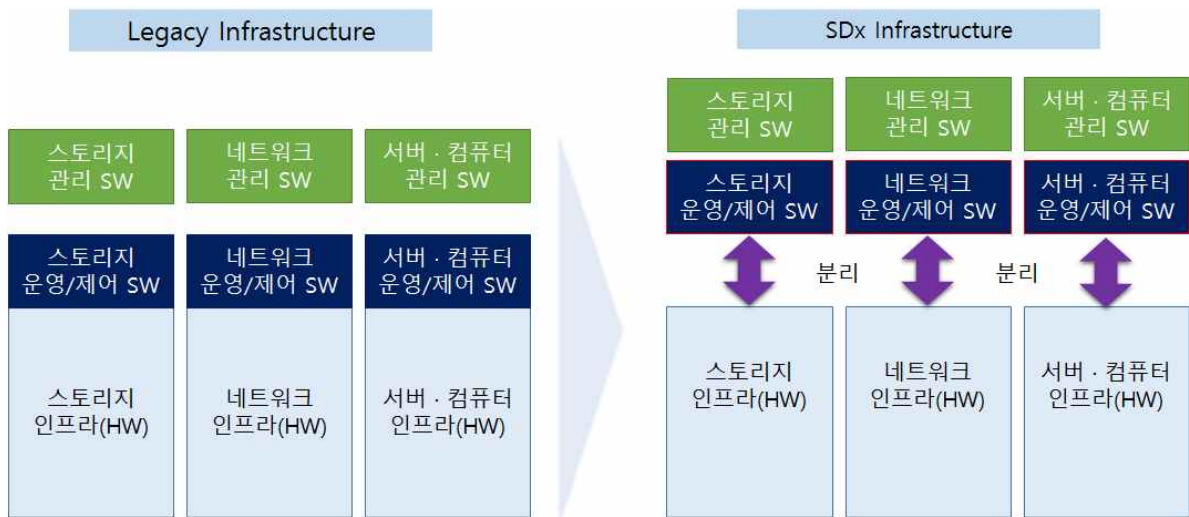 Legacy Infrastructure
스토리지
관리 SW
네트워크
관리 SW
서버 · 컴퓨터
관리 SW
스토리지
운영/제어 SW
네트워크
운영/제어 SW
서버 · 컴퓨터
운영/제어 SW
스토리지
인프라(HW)
네트워크
인프라(HW)
서버 · 컴퓨터
인프라(HW)
SDx Infrastructure
스토리지
관리 SW
네트워크
관리 SW
서버 · 컴퓨터
관리 SW
스토리지
운영/제어 SW
네트워크
운영/제어 SW
서버 · 컴퓨터
운영/제어 SW
분리
분리
스토리지
인프라(HW)
네트워크
인프라(HW)
서버 · 컴퓨터
인프라(HW)